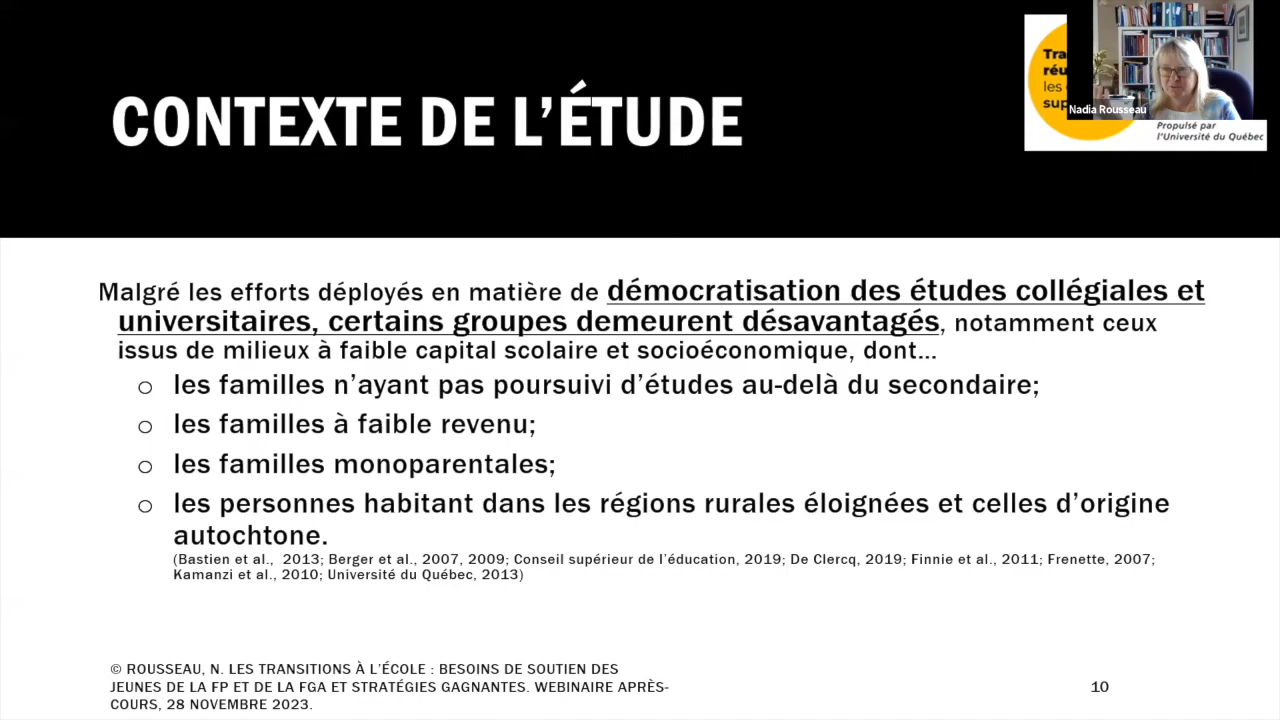 CONTEXTE DE L'ÉTUDE
Nadia Rousseau
Propulsé par
l'Université du Québec
Malgré les efforts déployés en matière de démocratisation des études collégiales et
universitaires, certains groupes demeurent désavantagés, notamment ceux
issus de milieux à faible capital scolaire et socioéconomique, dont...
o les familles n'ayant pas poursuivi d'études au-delà du secondaire;
o les familles à faible revenu;
o les familles monoparentales;
o les personnes habitant dans les régions rurales éloignées et celles d'origine
autochtone.
(Bastien et al., 2013; Berger et al., 2007, 2009; Conseil supérieur de l'éducation, 2019; De Clercq, 2019; Finnie et al., 2011; Frenette, 2007;
Kamanzi et al., 2010; Université du Québec, 2013)
© ROUSSEAU, N. LES TRANSITIONS À L'ÉCOLE : BESOINS DE SOUTIEN DES
JEUNES DE LA FP ET DE LA FGA ET STRATÉGIES GAGNANTES. WEBINAIRE APRÈS-
COURS, 28 NOVEMBRE 2023.
10